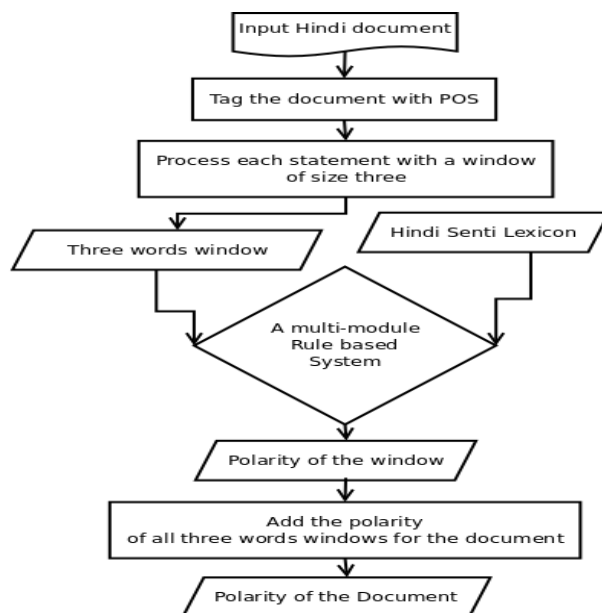 Input Hindi document
Tag the document with POS
Process each statement with a window
of size three
Three words window
Hindi Senti Lexicon
A multi-module
Rule based
System
Polarity of the window
Add the polarity
of all three words windows for the document
Polarity of the Document